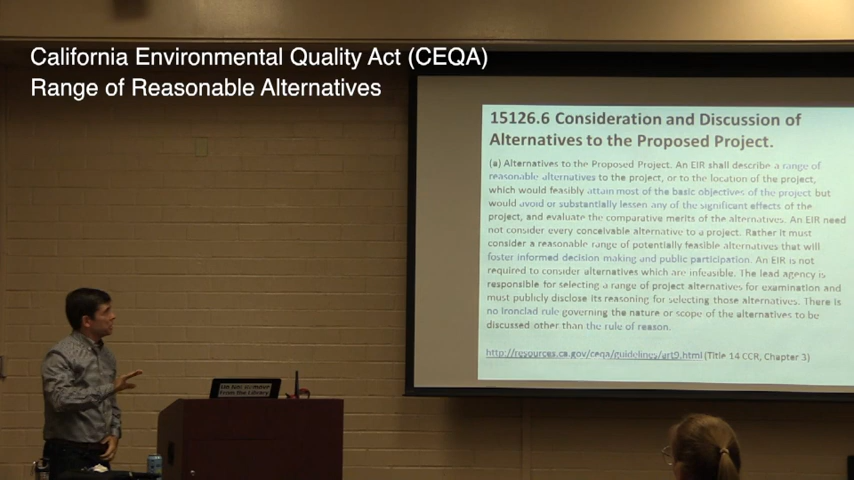 California Environmental Quality Act (CEQA)
Range of Reasonable Alternatives
15126.6 Consideration and Discussion of
Alternatives to the Proposed Project.
(a) Alternatives to the Proposed Project. An EIR shall describe a range of
reasonable alternatives to the project, or to the location of the project,
which would feasibly attain most of the basic objectives of the project but
would avoid or substantially lessen any of the significant effects of the
project, and evaluate the comparative merits of the alternatives. An EIR need
not consider every conceivable alternative to a project. Rather it must
consider a reasonable range of potentially feasible alternatives that will
foster informed decision making and public participation. An EIR is not
required to consider alternatives which are infeasible. The lead agency is
responsible for selecting a range of project alternatives for examination and
must publicly disclose its reasoning for selecting those alternatives. There is
no ironclad rule governing the nature or scope of the alternatives to be
discussed other than the rule of reason.
http://resources.ca.gov/ceqa/guidelines/art9.html (Title 14 CCR, Chapter 3)
from the Library